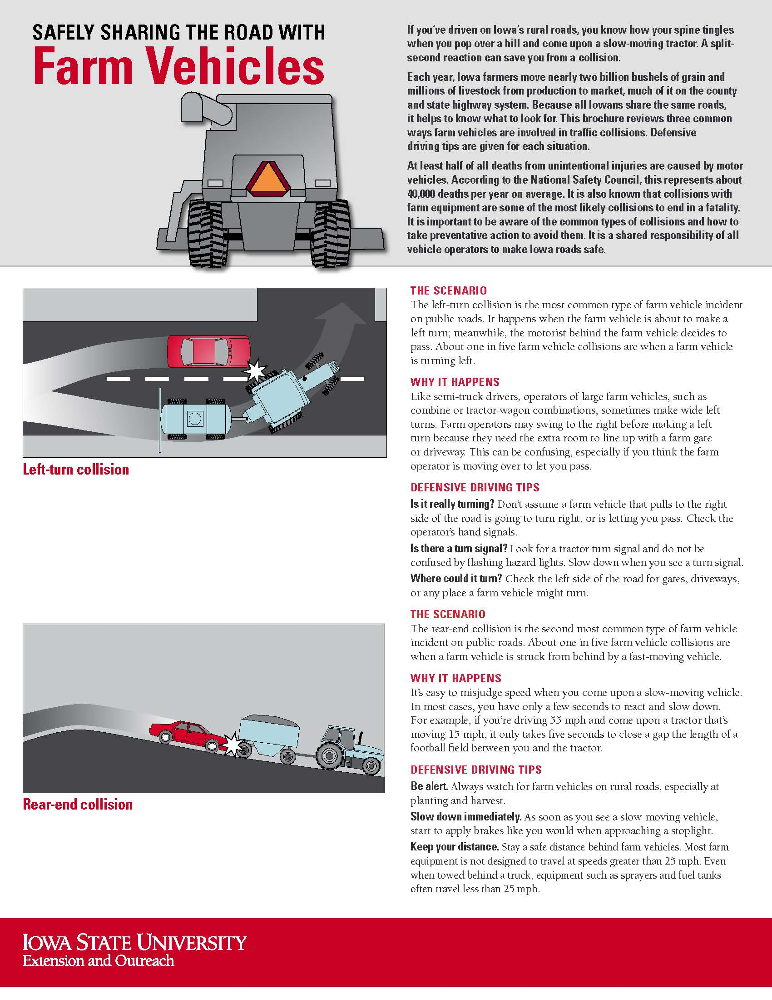 SAFELY SHARING THE ROAD WITH
Farm Vehicles
If you've driven on Iowa's rural roads, you know how your spine tingles
when you pop over a hill and come upon a slow-moving tractor. A split-
second reaction can save you from a collision.
Each year, Iowa farmers move nearly two billion bushels of grain and
millions of livestock from production to market, much of it on the county
and state highway system. Because all Iowans share the same roads,
it helps to know what to look for. This brochure reviews three common
ways farm vehicles are involved in traffic collisions. Defensive
driving tips are given for each situation.
At least half of all deaths from unintentional injuries are caused by motor
vehicles. According to the National Safety Council, this represents about
40,000 deaths per year on average. It is also known that collisions with
farm equipment are some of the most likely collisions to end in a fatality.
It is important to be aware of the common types of collisions and how to
take preventative action to avoid them. It is a shared responsibility of all
vehicle operators to make Iowa roads safe.
Left-turn collision
THE SCENARIO
The left-turn collision is the most common type of farm vehicle incident
on public roads. It happens when the farm vehicle is about to make a
left turn; meanwhile, the motorist behind the farm vehicle decides to
pass. About one in five farm vehicle collisions are when a farm vehicle
is turning left.
WHY IT HAPPENS
Like semi-truck drivers, operators of large farm vehicles, such as
combine or tractor-wagon combinations, sometimes make wide left
turns. Farm operators may swing to the right before making a left
turn because they need the extra room to line up with a farm gate
or driveway. This can be confusing, especially if you think the farm
operator is moving over to let you pass.
DEFENSIVE DRIVING TIPS
Is it really turning? Don't assume a farm vehicle that pulls to the right
side of the road is going to turn right, or is letting you pass. Check the
operator's hand signals.
Is there a turn signal? Look for a tractor turn signal and do not be
confused by flashing hazard lights. Slow down when you see a turn signal.
Where could it turn? Check the left side of the road for gates, driveways,
or any place a farm vehicle might turn.
Rear-end collision
THE SCENARIO
The rear-end collision is the second most common type of farm vehicle
incident on public roads. About one in five farm vehicle collisions are
when a farm vehicle is struck from behind by a fast-moving vehicle.
WHY IT HAPPENS
It's easy to misjudge speed when you come upon a slow-moving vehicle.
In most cases, you have only a few seconds to react and slow down.
For example, if you're driving 55 mph and come upon a tractor that's
moving 15 mph, it only takes five seconds to close a gap the length of a
football field between you and the tractor.
DEFENSIVE DRIVING TIPS
Be alert. Always watch for farm vehicles on rural roads, especially at
planting and harvest.
Slow down immediately. As soon as you see a slow-moving vehicle,
start to apply brakes like you would when approaching a stoplight.
Keep your distance. Stay a safe distance behind farm vehicles. Most farm
equipment is not designed to travel at speeds greater than 25 mph. Even
when towed behind a truck, equipment such as sprayers and fuel tanks
often travel less than 25 mph.
IOWA STATE UNIVERSITY
Extension and Outreach